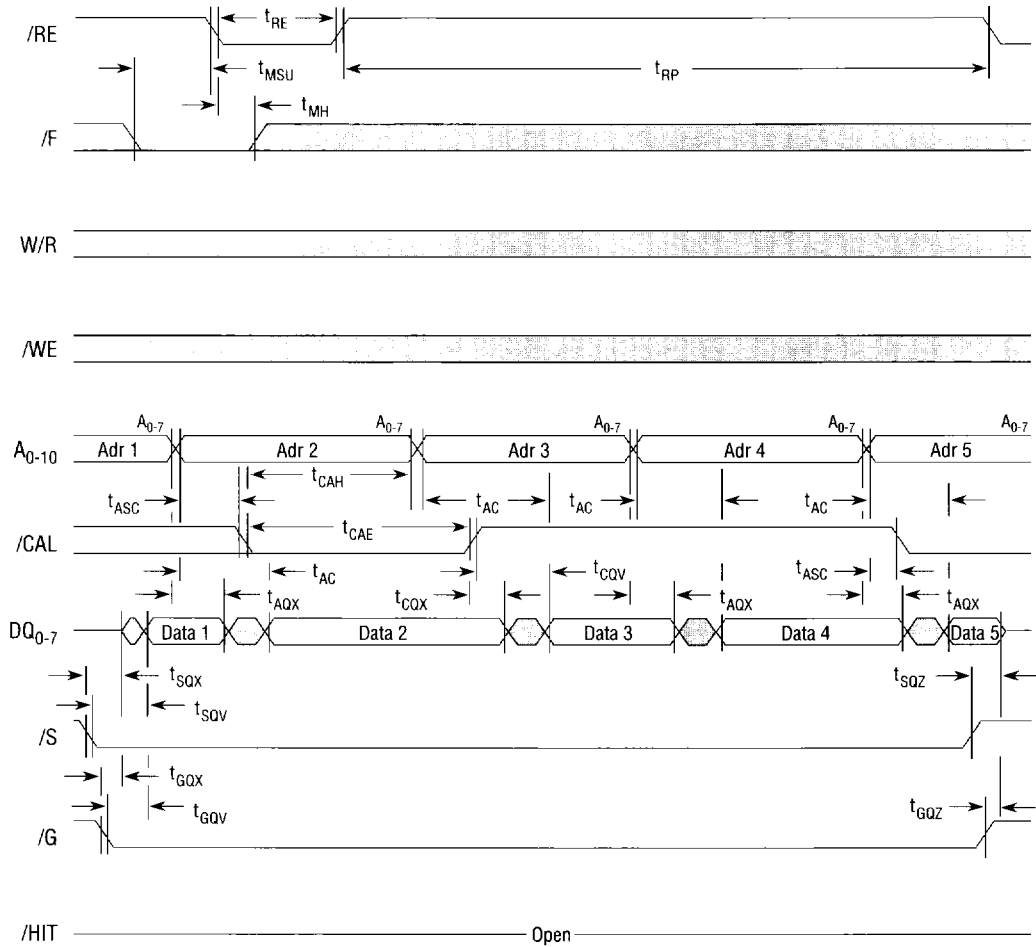 /RE
t_RE
t_MSU
t_RP
t_MH
/F
W/R
/WE
A_0-7 A_0-7 A_0-7 A_0-7 A_0-7
A_0-10 Adr 1 Adr 2 Adr 3 Adr 4 Adr 5
t_CAH
t_ASC t_AC t_AC t_AC
t_CAE
/CAL
t_AC t_CQV t_ASC
t_AQX t_CQX t_AQX t_AQX
DQ_0-7 Data 1 Data 2 Data 3 Data 4 Data 5
t_SQX t_SQZ
t_SQV
/S
t_GQX
t_GQV t_GQZ
/G
/HIT Open